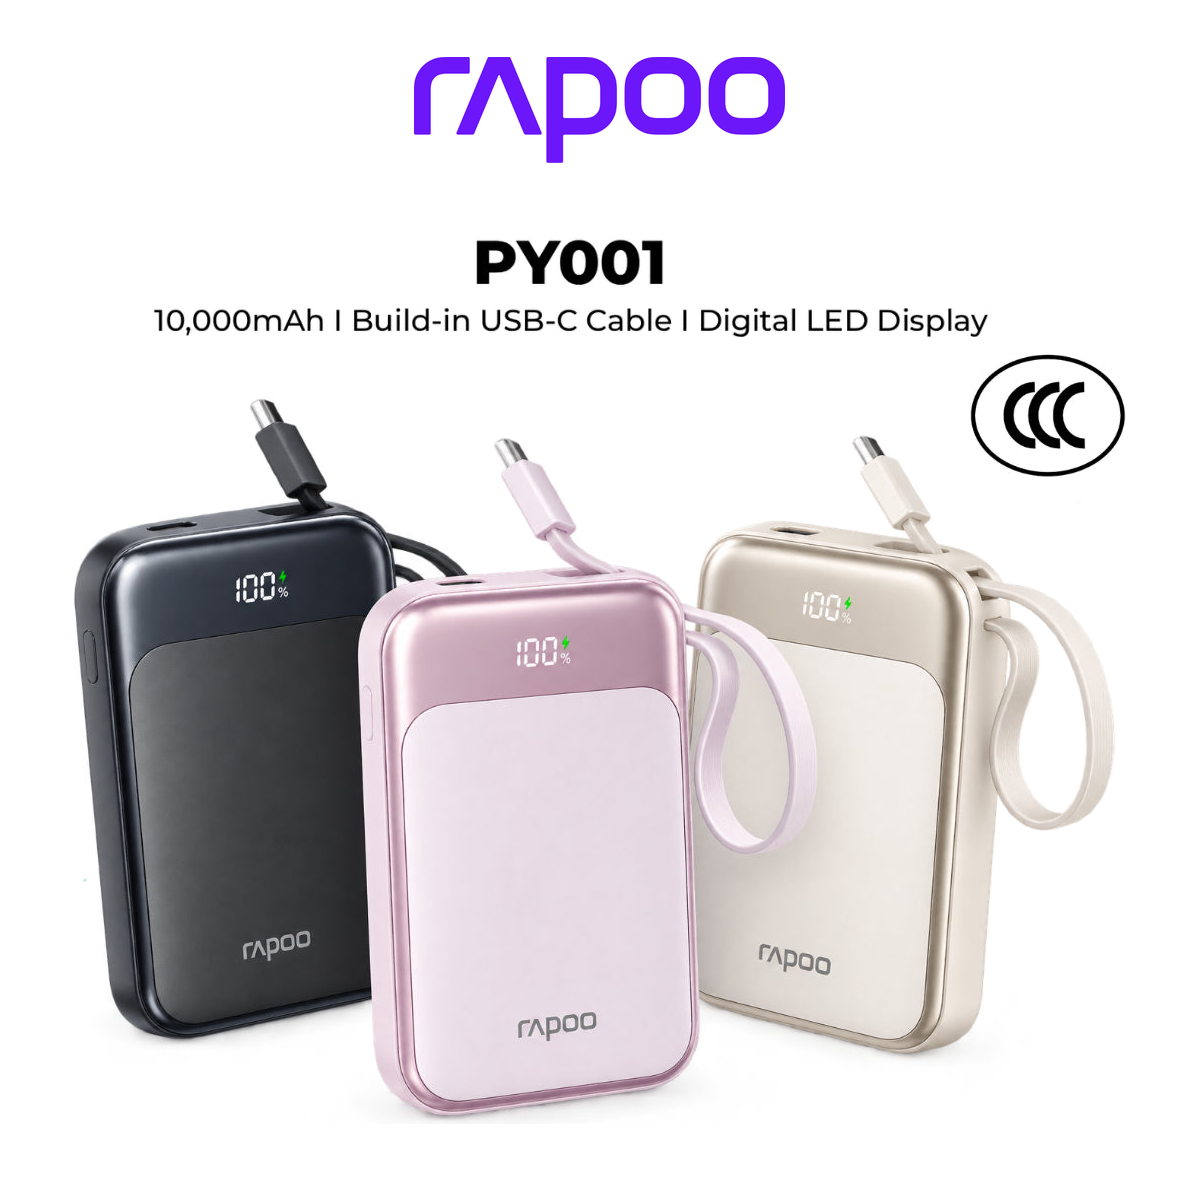 rapoo
PY001
10,000mAh I Build-in USB-C Cable I Digital LED Display
CCC
100%
100%
100%
rapoo
rapoo
rapoo